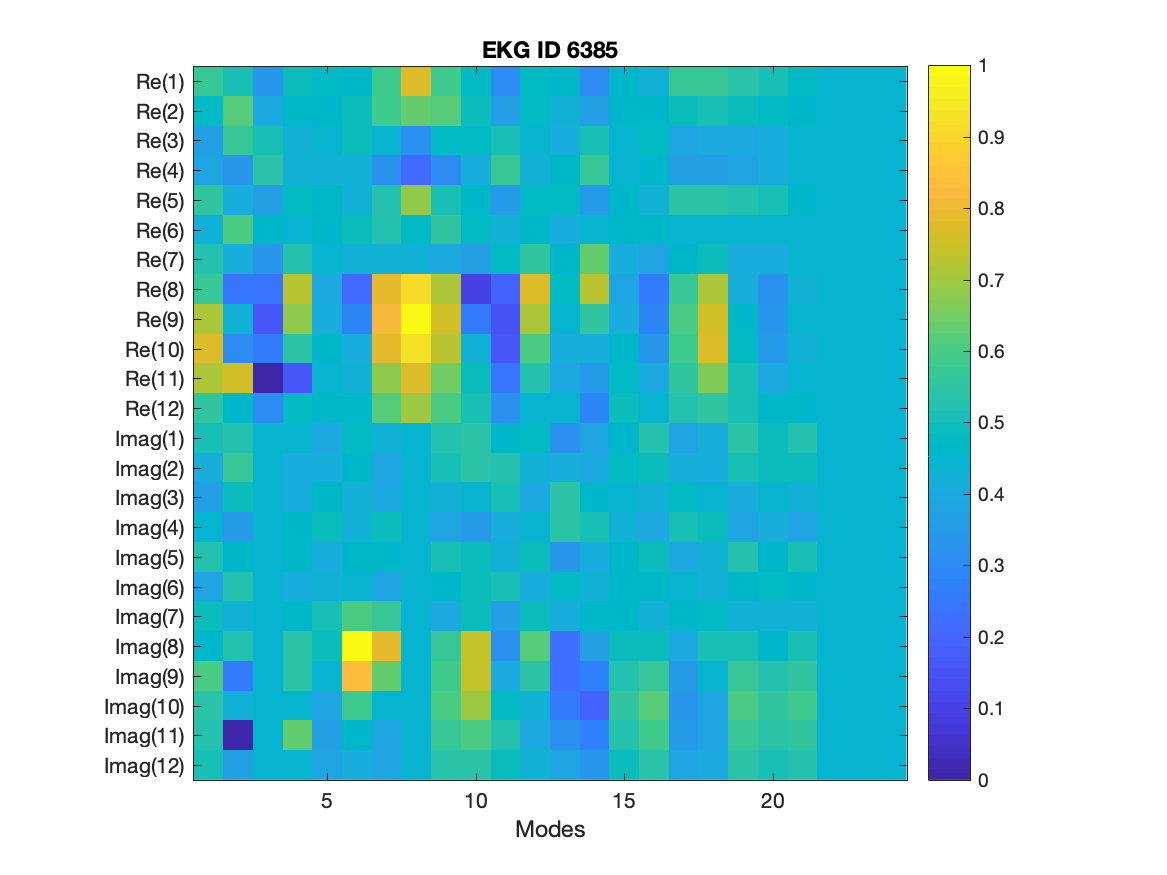 EKG ID 6385
Re(1)
Re(2)
Re(3)
Re(4)
Re(5)
Re(6)
Re(7)
Re(8)
Re(9)
Re(10)
Re(11)
Re(12)
Imag(1)
Imag(2)
Imag(3)
Imag(4)
Imag(5)
Imag(6)
Imag(7)
Imag(8)
Imag(9)
Imag(10)
Imag(11)
Imag(12)
5 10 15 20
Modes
1
0.9
0.8
0.7
0.6
0.5
0.4
0.3
0.2
0.1
0